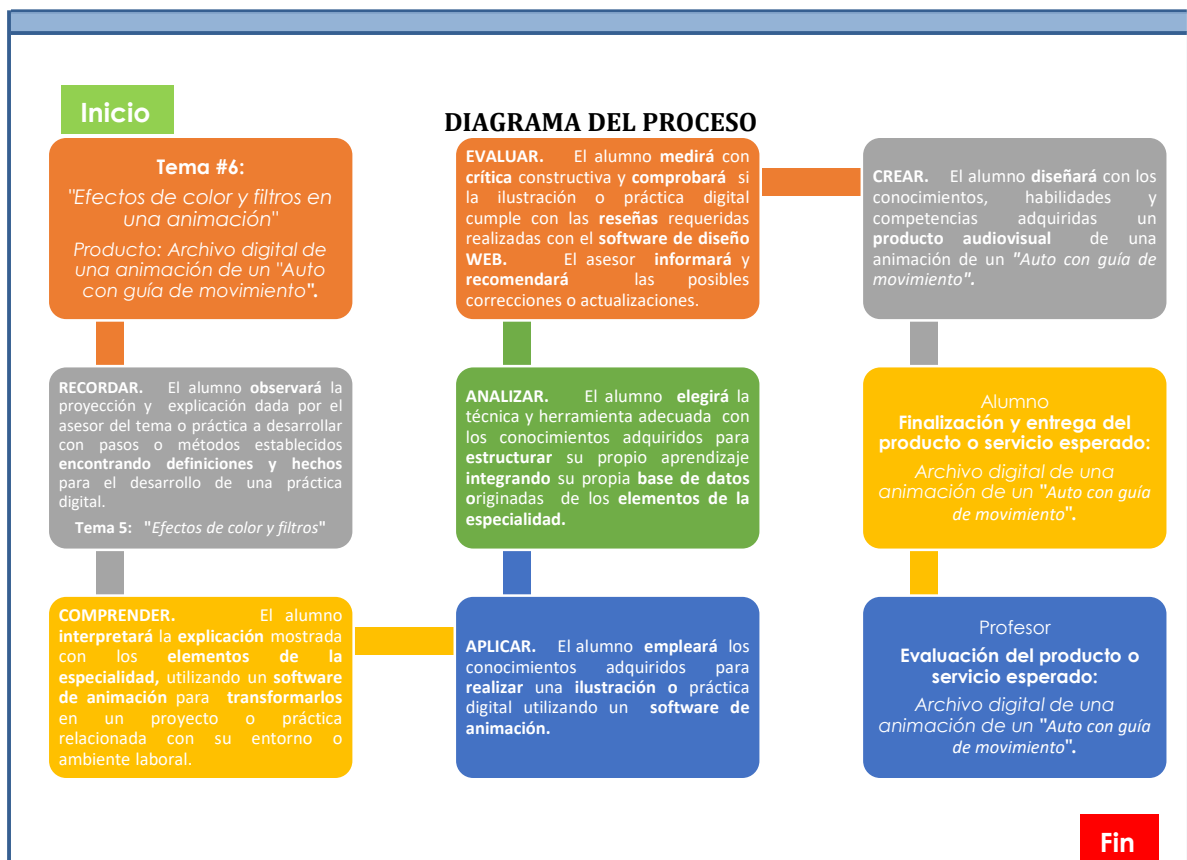 Inicio
DIAGRAMA DEL PROCESO
Tema #6:
"Efectos de color y filtros en
una animación"
Producto: Archivo digital de
una animación de un "Auto
con guía de movimiento".
RECORDAR. El alumno observará la
proyección y explicación dada por el
asesor del tema o práctica a desarrollar
con pasos o métodos establecidos
encontrando definiciones y hechos
para el desarrollo de una práctica
digital.
Tema 5: "Efectos de color y filtros"
COMPRENDER. El alumno
interpretará la explicación mostrada
con los elementos de la
especialidad, utilizando un software
de animación para transformarlos
en un proyecto o práctica
relacionada con su entorno o
ambiente laboral.
APLICAR. El alumno empleará los
conocimientos adquiridos para
realizar una ilustración o práctica
digital utilizando un software de
animación.
ANALIZAR. El alumno elegirá la
técnica y herramienta adecuada con
los conocimientos adquiridos para
estructurar su propio aprendizaje
integrando su propia base de datos
originadas de los elementos de la
especialidad.
EVALUAR. El alumno medirá con
crítica constructiva y comprobará si
la ilustración o práctica digital
cumple con las reseñas requeridas
realizadas con el software de diseño
WEB. El asesor informará y
recomendará las posibles
correcciones o actualizaciones.
CREAR. El alumno diseñará con los
conocimientos, habilidades y
competencias adquiridas un
producto audiovisual de una
animación de un "Auto con guía de
movimiento".
Alumno
Finalización y entrega del
producto o servicio esperado:
Archivo digital de una
animación de un "Auto con guía
de movimiento".
Profesor
Evaluación del producto o
servicio esperado:
Archivo digital de una
animación de un "Auto con guía
de movimiento".
Fin